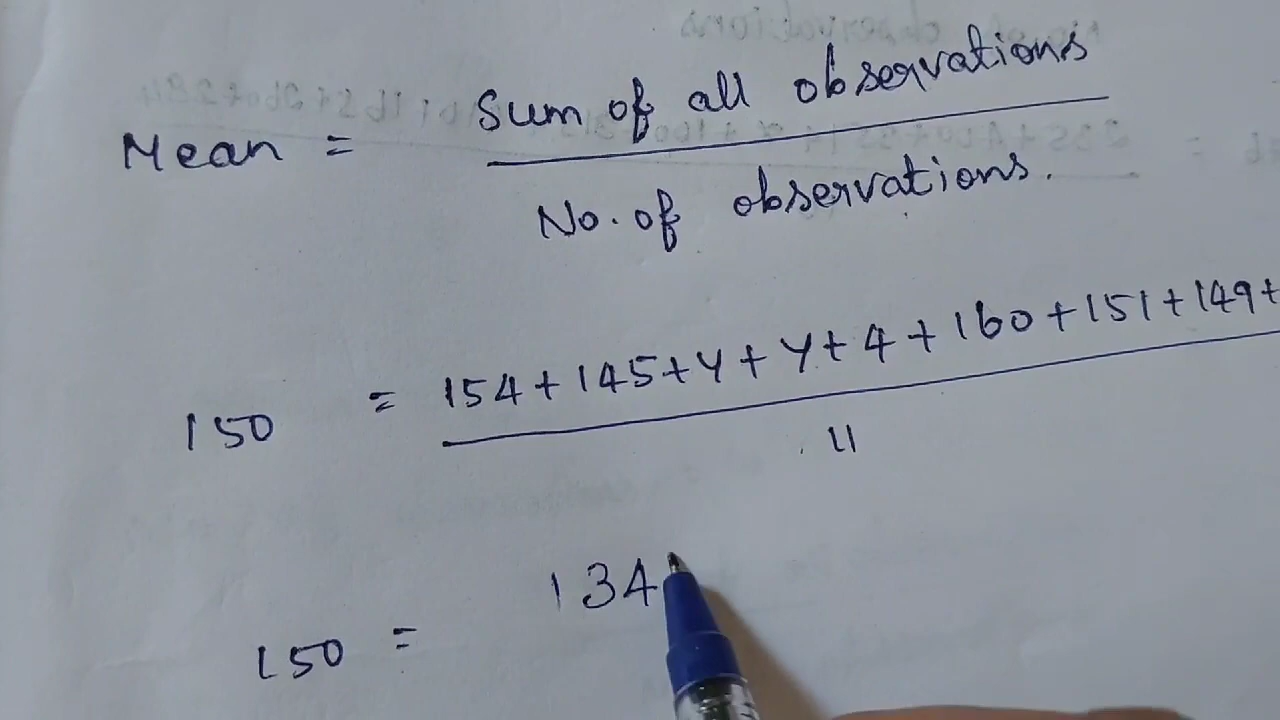 Mean = Sum of all observations
No. of observations.
150 = 154 + 145 + y + y + 4 + 160 + 151 + 149 +
11
150 = 134